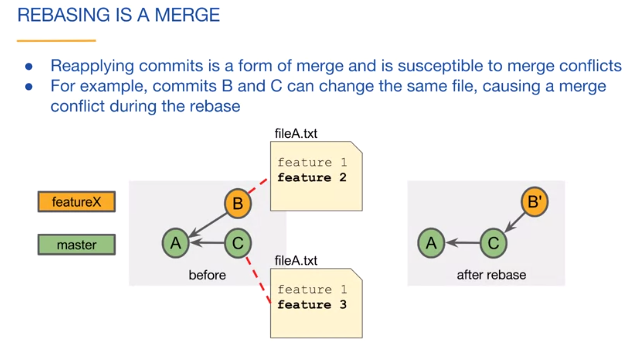 REBASING IS A MERGE
● Reapplying commits is a form of merge and is susceptible to merge conflicts
● For example, commits B and C can change the same file, causing a merge
conflict during the rebase
fileA.txt
feature 1
feature 2
featureX
B
B'
master
A
C
A
C
before
after rebase
fileA.txt
feature 1
feature 3